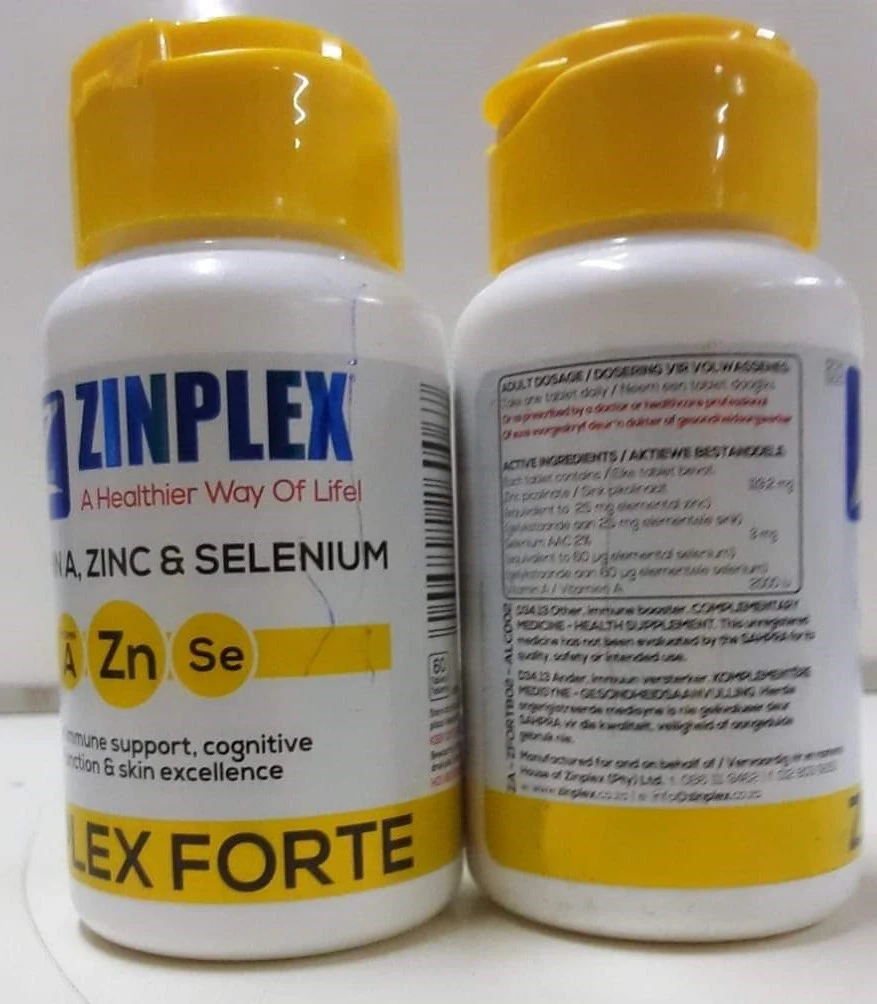 ZINPLEX
A Healthier Way Of Life!
A, ZINC & SELENIUM
A Zn Se
mmune support, cognitive
nction & skin excellence
LEX FORTE
60
ADULT DOSAGE / DOSERING VIR VOLWASSENES
Take one tablet daily / Neem een tablet daagliks
Or as prescribed by a doctor or healthcare professional
Of soos voorgeskryf deur 'n dokter of gesondheidsorgwerker
ACTIVE INGREDIENTS / AKTIEWE BESTANDDELE
Each tablet contains / Elke tablet bevat:
Zinc picolinate / Sink pikolinaat
(equivalent to 25 mg elemental zinc)
(gelykstaande aan 25 mg elementele sink)
Selenium AAC 2% 3 mg
(equivalent to 60 µg elemental selenium)
(gelykstaande aan 60 µg elementele selenium)
Vitamin A / Vitamien A
D34.13 Other. Immune booster. COMPLEMENTARY
MEDICINE - HEALTH SUPPLEMENT. This unregistered
medicine has not been evaluated by the SAHPRA for its
quality, safety or intended use.
D34.13 Ander. Immuun versterker. KOMPLEMENTÊRE
MEDISYNE - GESONDHEIDSAANVULLING. Hierdie
ongeregistreerde medisyne is nie geëvalueer deur
SAHPRA vir die kwaliteit, veiligheid of aangeduide
gebruik nie.
Manufactured for and on behalf of / Vervaardig
House of Zinplex (Pty) Ltd.
www.zinplex.co.za | e: info@zinplex.co.za